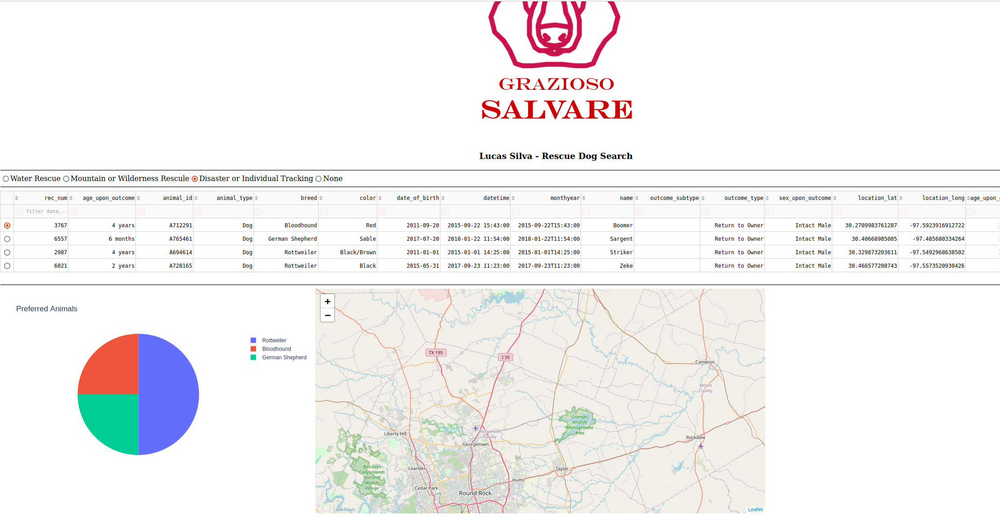 GRAZIOSO
SALVARE
Lucas Silva - Rescue Dog Search
Water Rescue Mountain or Wilderness Rescule Disaster or Individual Tracking None
rec_num age_upon_outcome animal_id animal_type breed color date_of_birth datetime monthyear name outcome_subtype outcome_type sex_upon_outcome location_lat location_long age_upon_
filter data...
3767 4 years A712291 Dog Bloodhound Red 2011-09-20 2015-09-22 15:43:00 2015-09-22T15:43:00 Boomer Return to Owner Intact Male 30.2709983761287 -97.5923916912722
6557 6 months A765461 Dog German Shepherd Sable 2017-07-20 2018-01-22 11:54:00 2018-01-22T11:54:00 Sargent Return to Owner Intact Male 30.40668985085 -97.485680334264
2987 4 years A694614 Dog Rottweiler Black/Brown 2011-01-01 2015-01-01 14:25:00 2015-01-01T14:25:00 Striker Return to Owner Intact Male 30.329873203611 -97.5492968638502
6021 2 years A728165 Dog Rottweiler Black 2015-05-31 2017-09-23 11:23:00 2017-09-23T11:23:00 Zeke Return to Owner Intact Male 30.466577208743 -97.5573520930426
Preferred Animals
Rottweiler
Bloodhound
German Shepherd
+
−
TX 195
I 35
Cameron
Milam
County
Granger
Wildlife
Management
Area
Liberty Hill
Williamson
County
Rockdale
Georgetown
Balcones
Canyonlands
National
Wildlife
Refuge
Leander
Taylor
Hutto
Cedar Park
Round Rock
Lake Travis
Leaflet